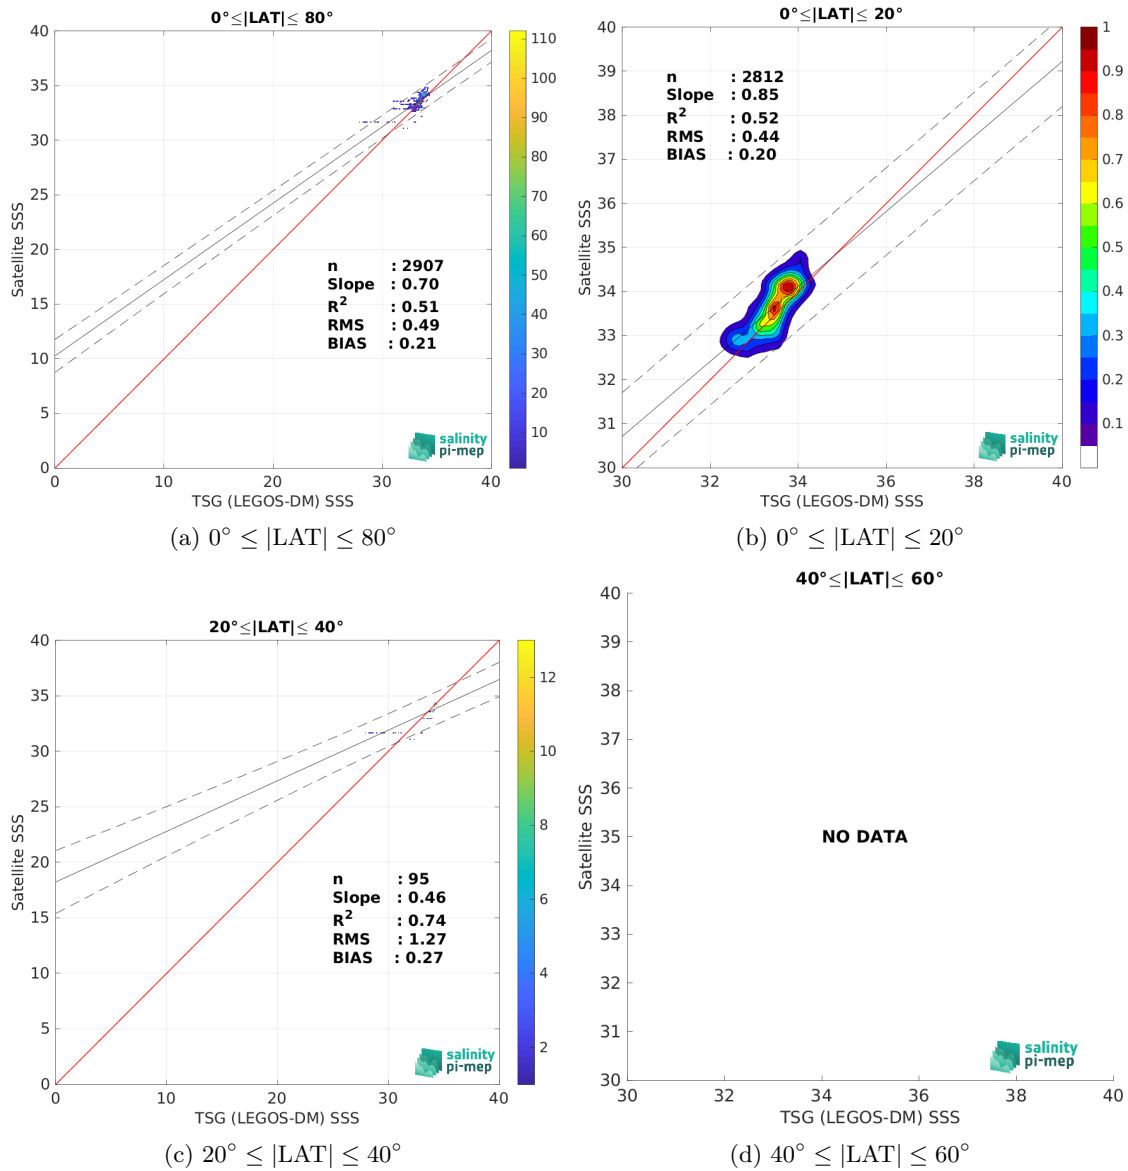 0°≤|LAT|≤ 80°
40
35
30
25
20
15
10
5
0
0
10
20
30
40
Satellite SSS
TSG (LEGOS-DM) SSS
n : 2907
Slope : 0.70
R² : 0.51
RMS : 0.49
BIAS : 0.21
110
100
90
80
70
60
50
40
30
20
10
salinity
pi-mep
(a) 0° ≤ |LAT| ≤ 80°
0°≤|LAT|≤ 20°
40
39
38
37
36
35
34
33
32
31
30
30
32
34
36
38
40
Satellite SSS
TSG (LEGOS-DM) SSS
n : 2812
Slope : 0.85
R² : 0.52
RMS : 0.44
BIAS : 0.20
1
0.9
0.8
0.7
0.6
0.5
0.4
0.3
0.2
0.1
salinity
pi-mep
(b) 0° ≤ |LAT| ≤ 20°
20°≤|LAT|≤ 40°
40
35
30
25
20
15
10
5
0
0
10
20
30
40
Satellite SSS
TSG (LEGOS-DM) SSS
n : 95
Slope : 0.46
R² : 0.74
RMS : 1.27
BIAS : 0.27
12
10
8
6
4
2
salinity
pi-mep
(c) 20° ≤ |LAT| ≤ 40°
40°≤|LAT|≤ 60°
40
39
38
37
36
35
34
33
32
31
30
30
32
34
36
38
40
Satellite SSS
TSG (LEGOS-DM) SSS
NO DATA
salinity
pi-mep
(d) 40° ≤ |LAT| ≤ 60°